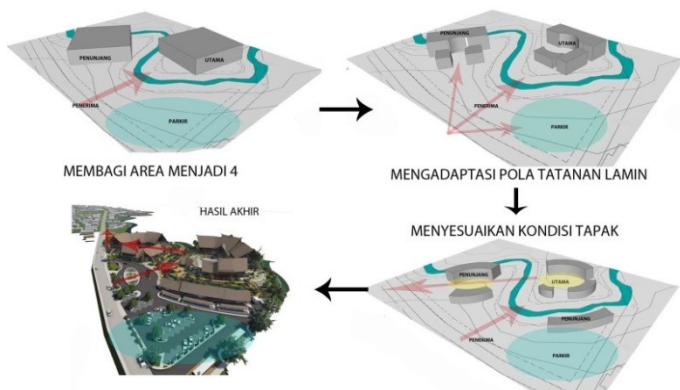 PENUNJANG
UTAMA
PENERIMA
PARKIR
MEMBAGI AREA MENJADI 4
PENUNJANG
UTAMA
PENERIMA
PARKIR
MENGADAPTASI POLA TATANAN LAMIN
MENYESUAIKAN KONDISI TAPAK
PENUNJANG
UTAMA
PENUNJANG
PENERIMA
PARKIR
HASIL AKHIR